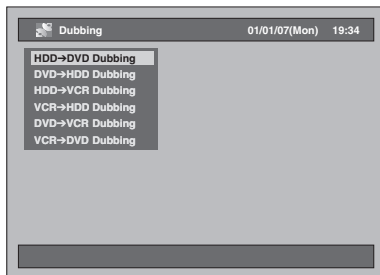 Dubbing 01/01/07(Mon) 19:34
HDD→DVD Dubbing
DVD→HDD Dubbing
HDD→VCR Dubbing
VCR→HDD Dubbing
DVD→VCR Dubbing
VCR→DVD Dubbing